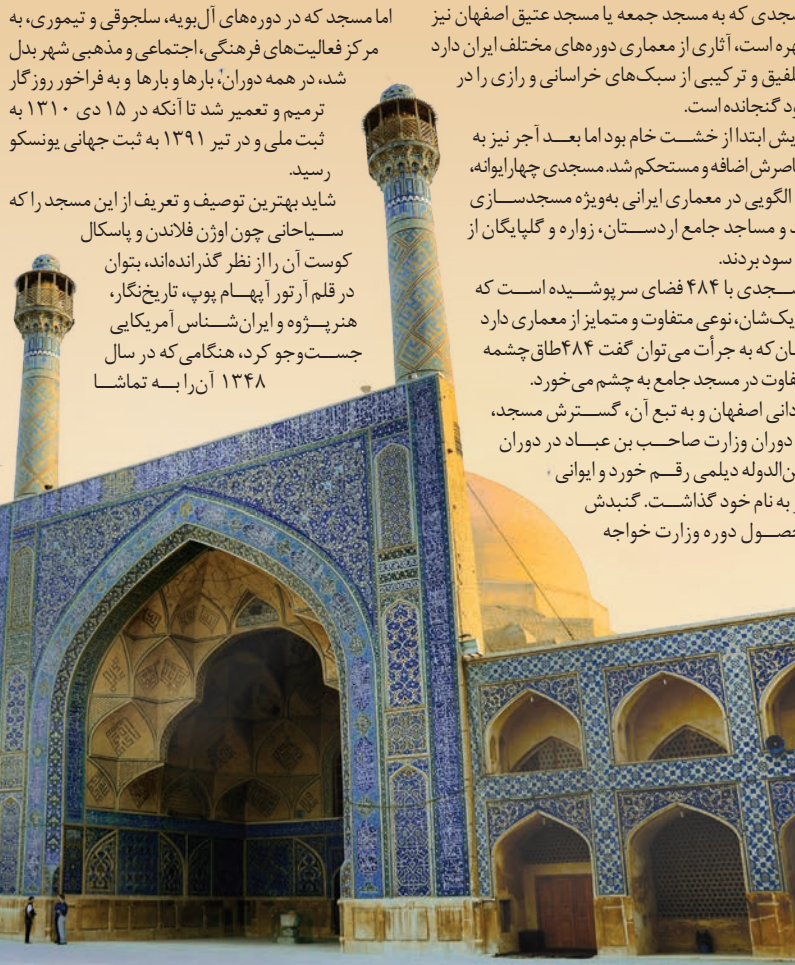 سجدی که به مسجد جمعه یا مسجد عتیق اصفهان نیز
هره است، آثاری از معماری دوره‌های مختلف ایران دارد
لفیق و ترکیبی از سبک‌های خراسانی و رازی را در
ود گنجانده است.
یش ابتدا از خشت خام بود اما بعد آجر نیز به
ناصرش اضافه و مستحکم شد. مسجدی چهارایوانه،
الگویی در معماری ایرانی به‌ویژه مسجدسازی
د و مساجد جامع اردستان، زواره و گلپایگان از
سود بردند.
سجدی با ۴۸۴ فضای سرپوشیده است که
یک‌شان، نوعی متفاوت و متمایز از معماری دارد
نان که به جرأت می‌توان گفت ۴۸۴ طاق چشمه
فاوت در مسجد جامع به چشم می‌خورد.
دانی اصفهان و به تبع آن، گسترش مسجد،
دوران وزارت صاحب بن عباد در دوران
ن‌الدوله دیلمی رقم خورد و ایوانی
به نام خود گذاشت. گنبدش
حصول دوره وزارت خواجه
اما مسجد که در دوره‌های آل‌بویه، سلجوقی و تیموری، به
مرکز فعالیت‌های فرهنگی، اجتماعی و مذهبی شهر بدل
شد، در همه دوران، بارها و بارها و به فراخور روزگار
ترمیم و تعمیر شد تا آنکه در ۱۵ دی ۱۳۱۰ به
ثبت ملی و در تیر ۱۳۹۱ به ثبت جهانی یونسکو
رسید.
شاید بهترین توصیف و تعریف از این مسجد را که
سیاحانی چون اوژن فلاندن و پاسکال
کوست آن را از نظر گذرانده‌اند، بتوان
در قلم آرتور آپهام پوپ، تاریخ‌نگار،
هنرپژوه و ایران‌شناس آمریکایی
جست‌وجو کرد، هنگامی که در سال
۱۳۴۸ آن را به تماشا